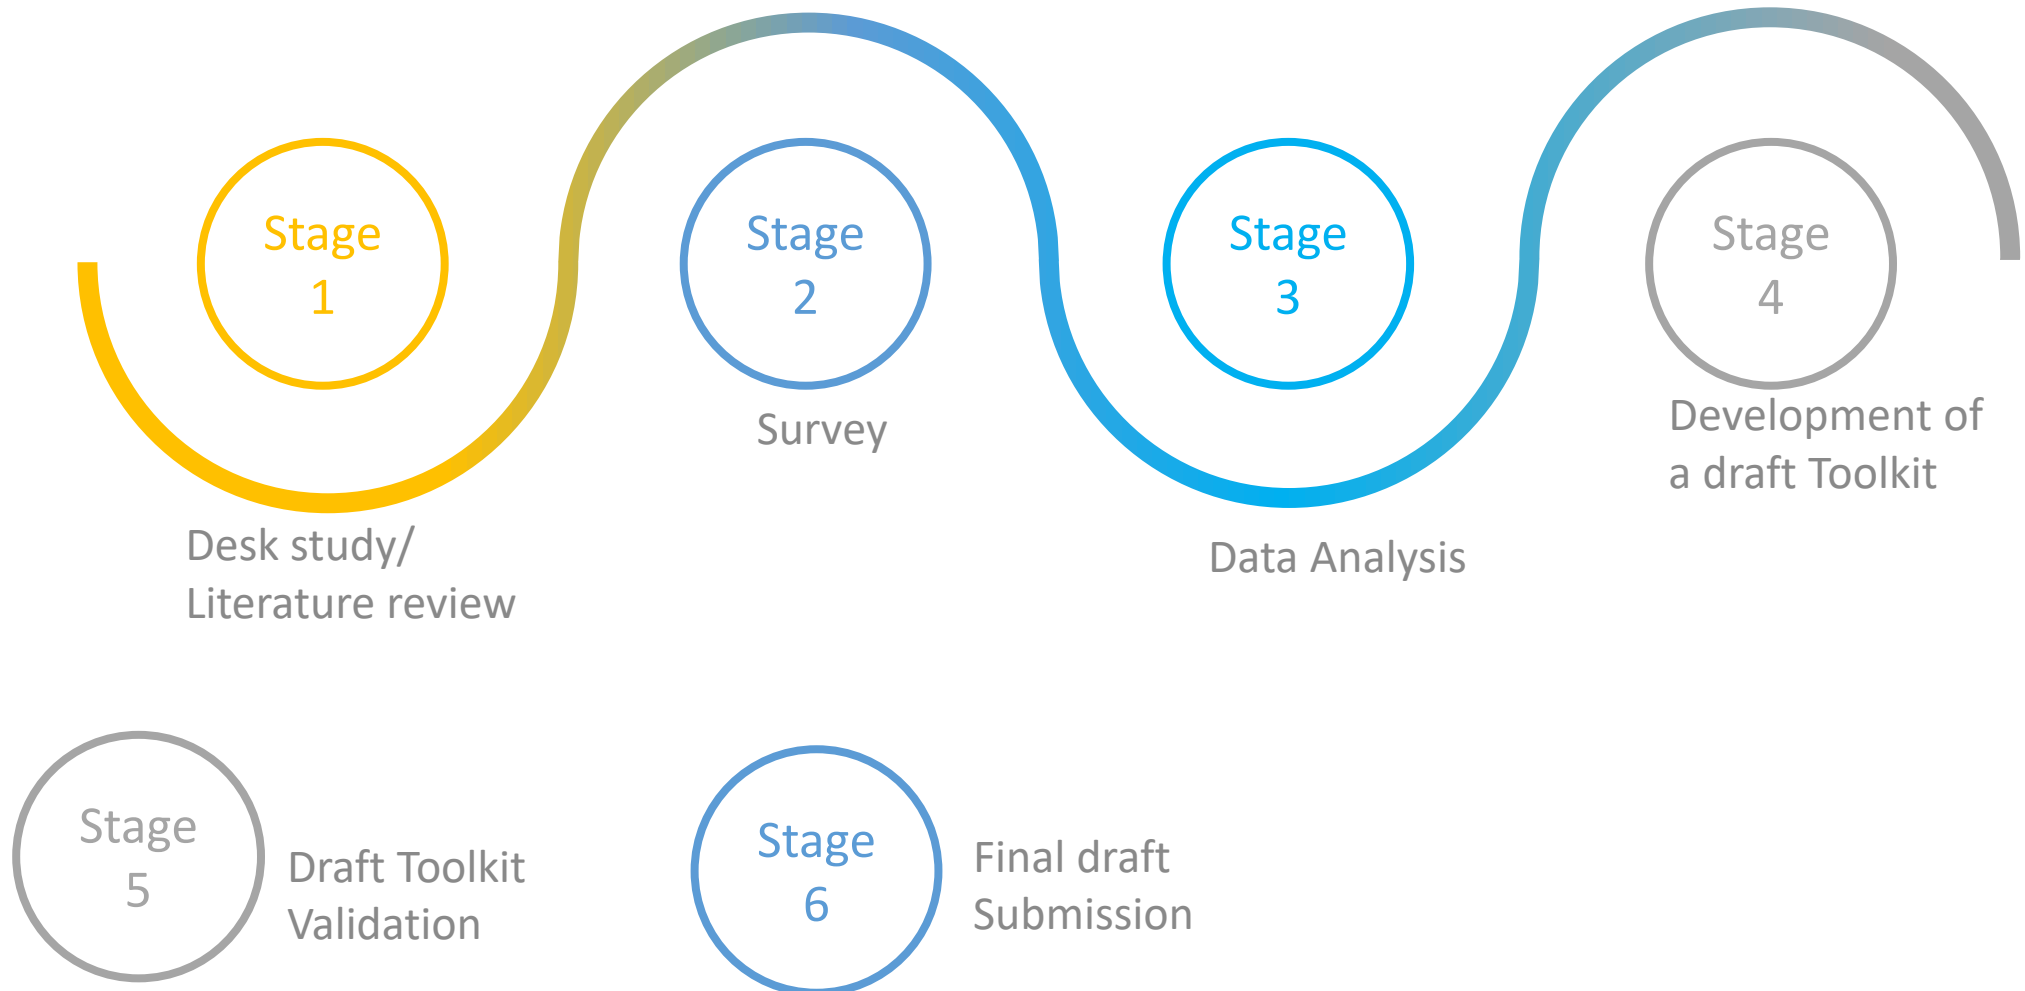 Stage
1
Desk study/
Literature review
Stage
2
Survey
Stage
3
Data Analysis
Stage
4
Development of
a draft Toolkit
Stage
5
Draft Toolkit
Validation
Stage
6
Final draft
Submission